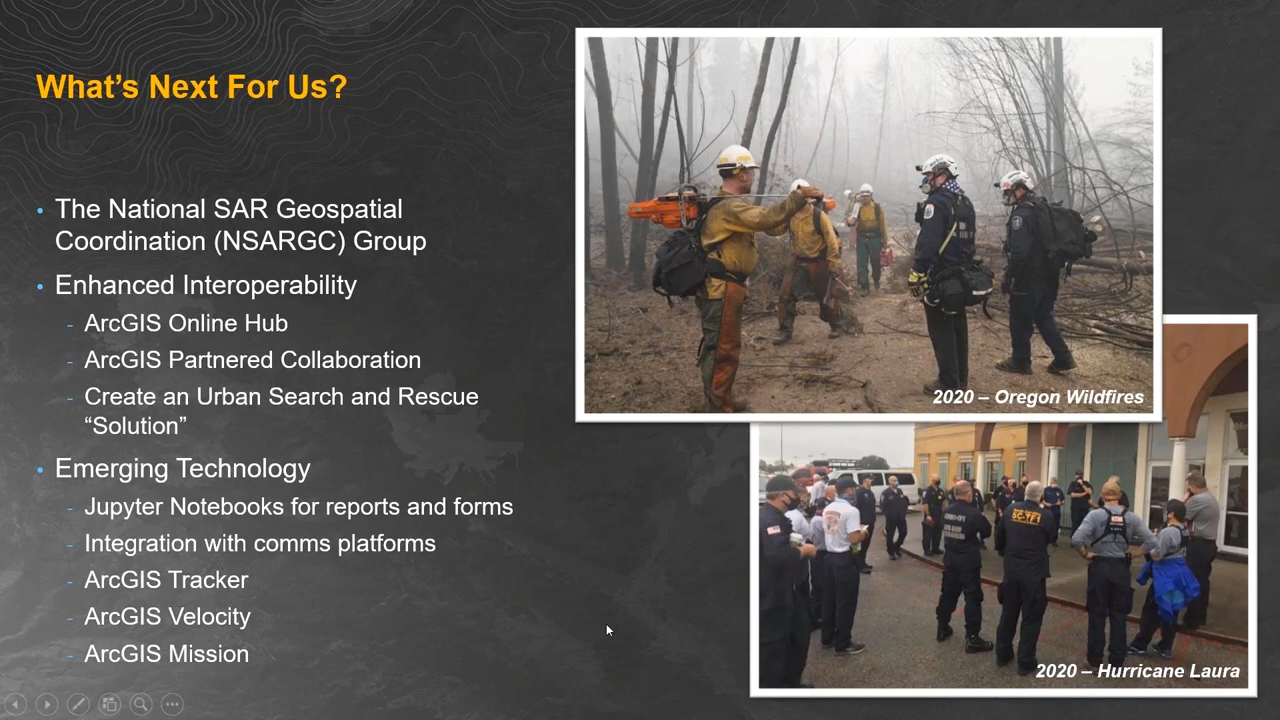 What’s Next For Us?
• The National SAR Geospatial
Coordination (NSARGC) Group
• Enhanced Interoperability
- ArcGIS Online Hub
- ArcGIS Partnered Collaboration
- Create an Urban Search and Rescue
“Solution”
• Emerging Technology
- Jupyter Notebooks for reports and forms
- Integration with comms platforms
- ArcGIS Tracker
- ArcGIS Velocity
- ArcGIS Mission
2020 – Oregon Wildfires
SC-TF1
2020 – Hurricane Laura